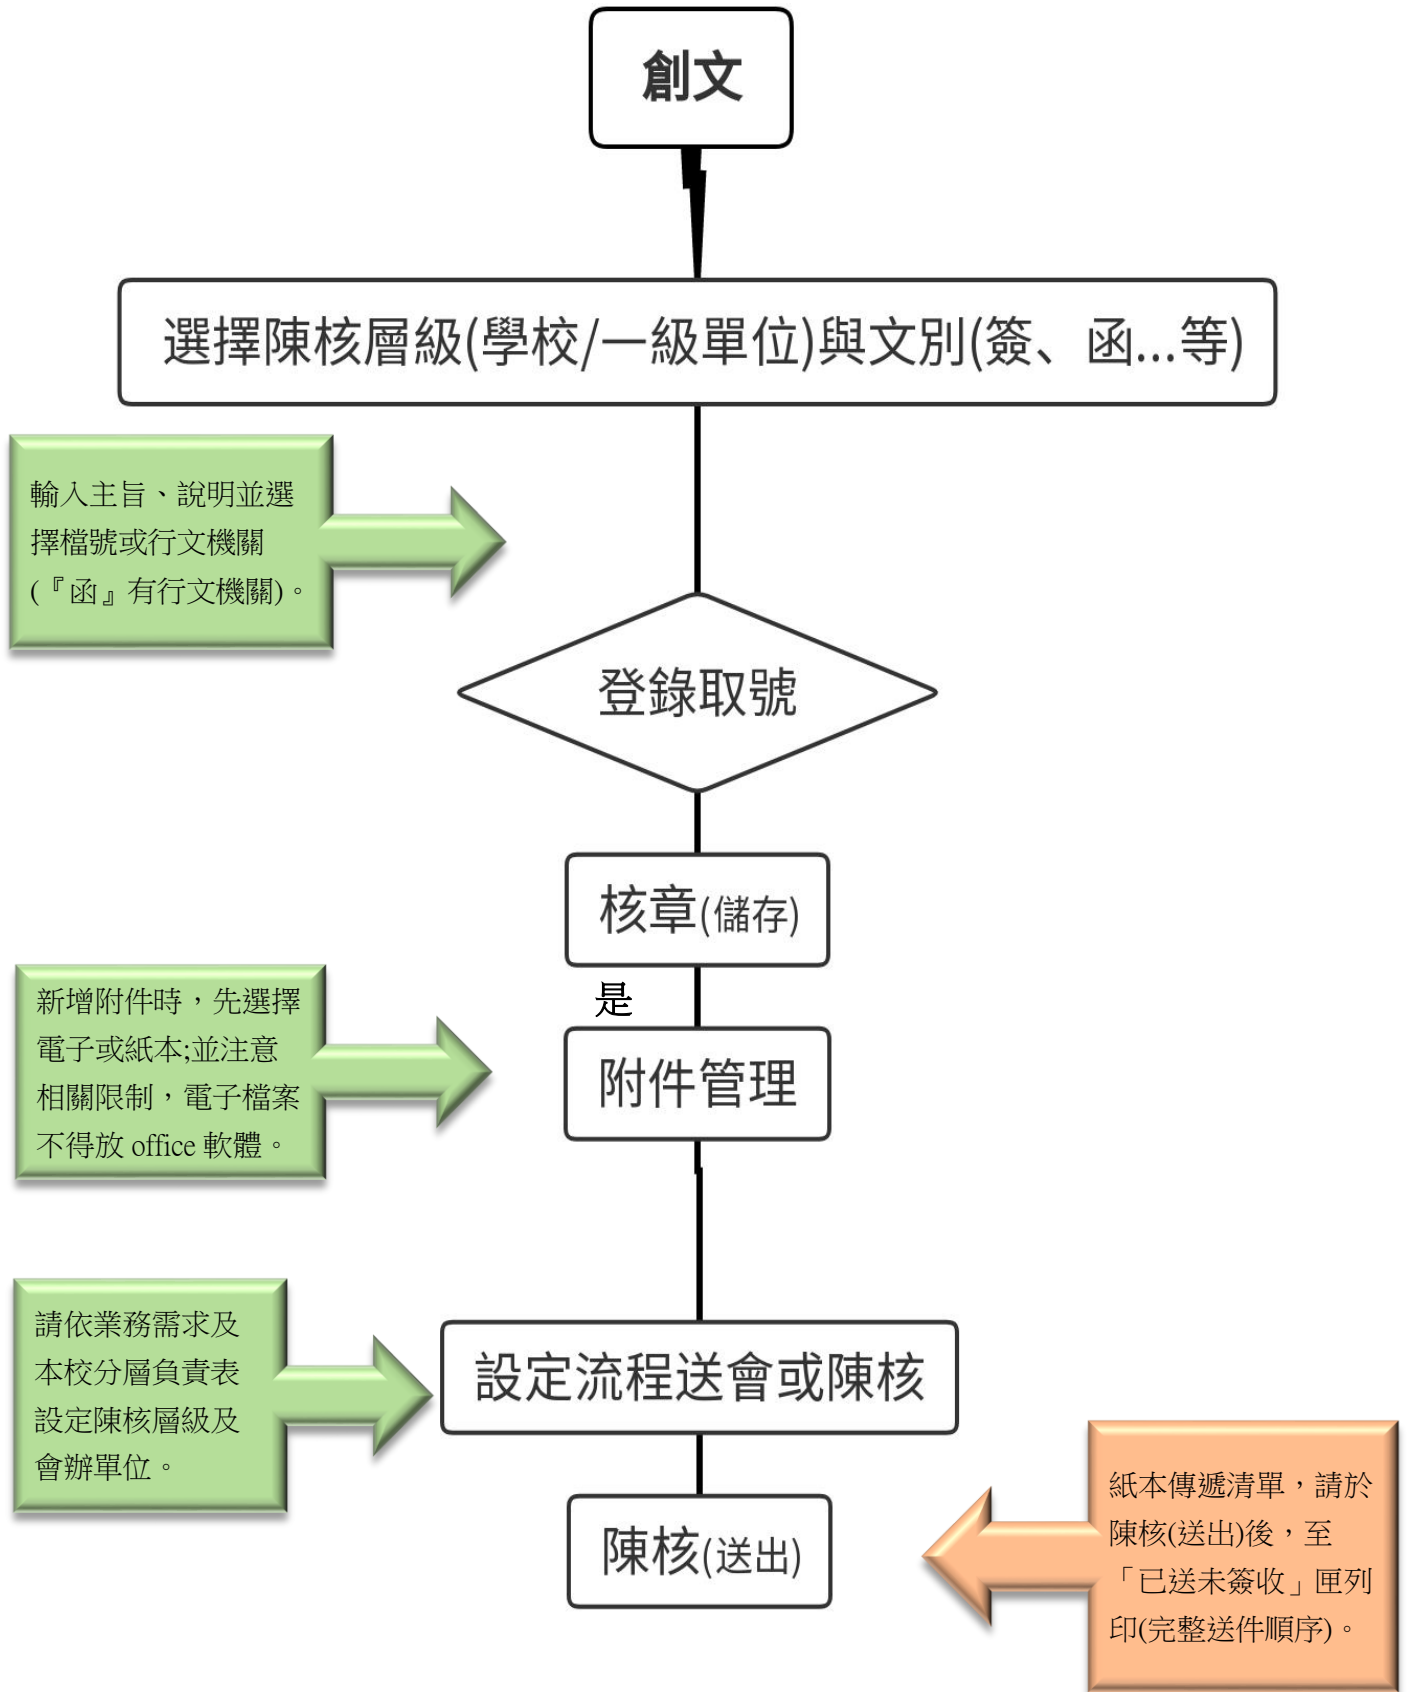 創文
選擇陳核層級(學校/一級單位)與文別(簽、函...等)
輸入主旨、說明並選
擇檔號或行文機關
(『函』有行文機關)。
登錄取號
核章(儲存)
是
新增附件時，先選擇
電子或紙本;並注意
相關限制，電子檔案
不得放 office 軟體。
附件管理
請依業務需求及
本校分層負責表
設定陳核層級及
會辦單位。
設定流程送會或陳核
陳核(送出)
紙本傳遞清單，請於
陳核(送出)後，至
「已送未簽收」匣列
印(完整送件順序)。